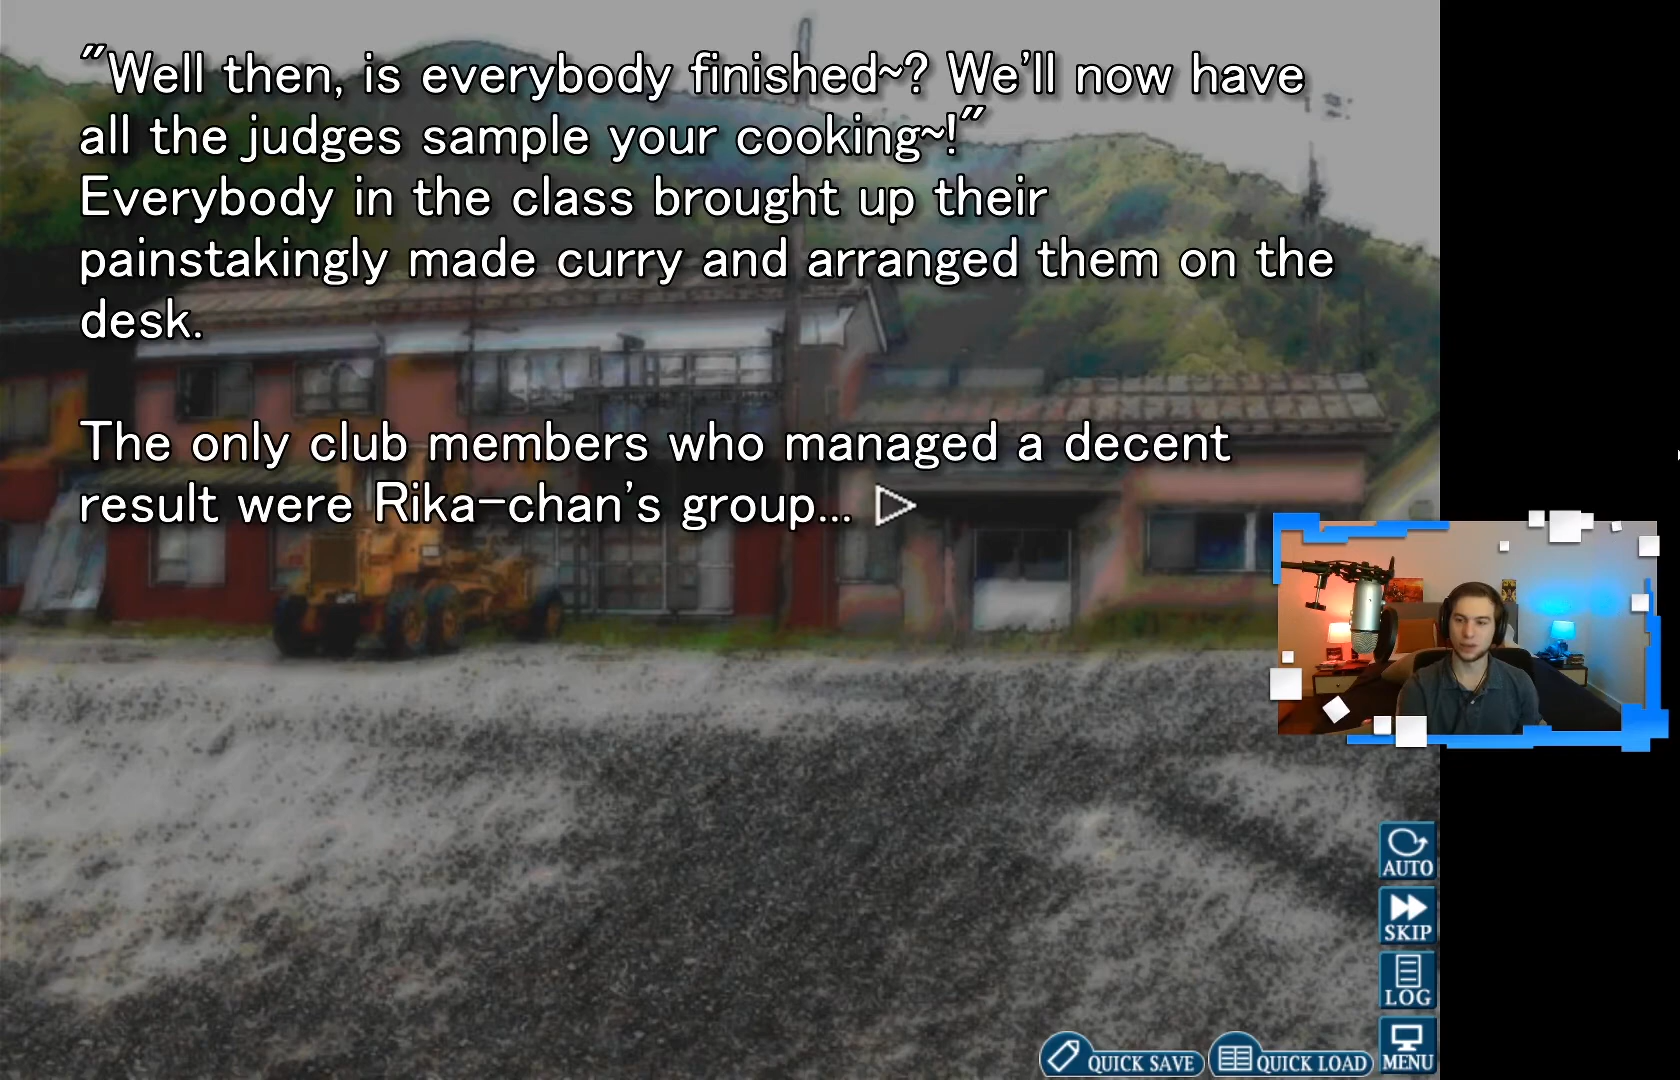 "Well then, is everybody finished~? We'll now have
all the judges sample your cooking~!"
Everybody in the class brought up their
painstakingly made curry and arranged them on the
desk.
The only club members who managed a decent
result were Rika-chan's group...
AUTO
SKIP
LOG
MENU
QUICK SAVE
QUICK LOAD